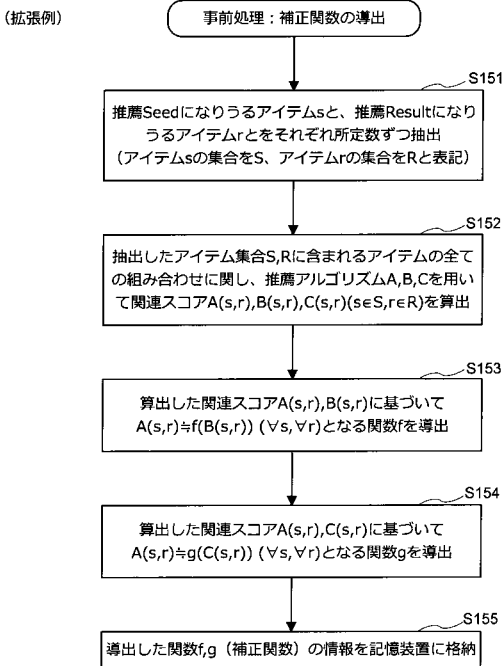 (拡張例)
事前処理:補正関数の導出
S151
推薦Seedになりうるアイテムsと、推薦Resultになり
うるアイテムrとをそれぞれ所定数ずつ抽出
(アイテムsの集合をS、アイテムrの集合をRと表記)
S152
抽出したアイテム集合S,Rに含まれるアイテムの全て
の組み合わせに関し、推薦アルゴリズムA,B,Cを用い
て関連スコアA(s,r),B(s,r),C(s,r)(s∈S,r∈R)を算出
S153
算出した関連スコアA(s,r),B(s,r)に基づいて
A(s,r)≒f(B(s,r)) (∀s,∀r)となる関数fを導出
S154
算出した関連スコアA(s,r),C(s,r)に基づいて
A(s,r)≒g(C(s,r)) (∀s,∀r)となる関数gを導出
S155
導出した関数f,g(補正関数)の情報を記憶装置に格納